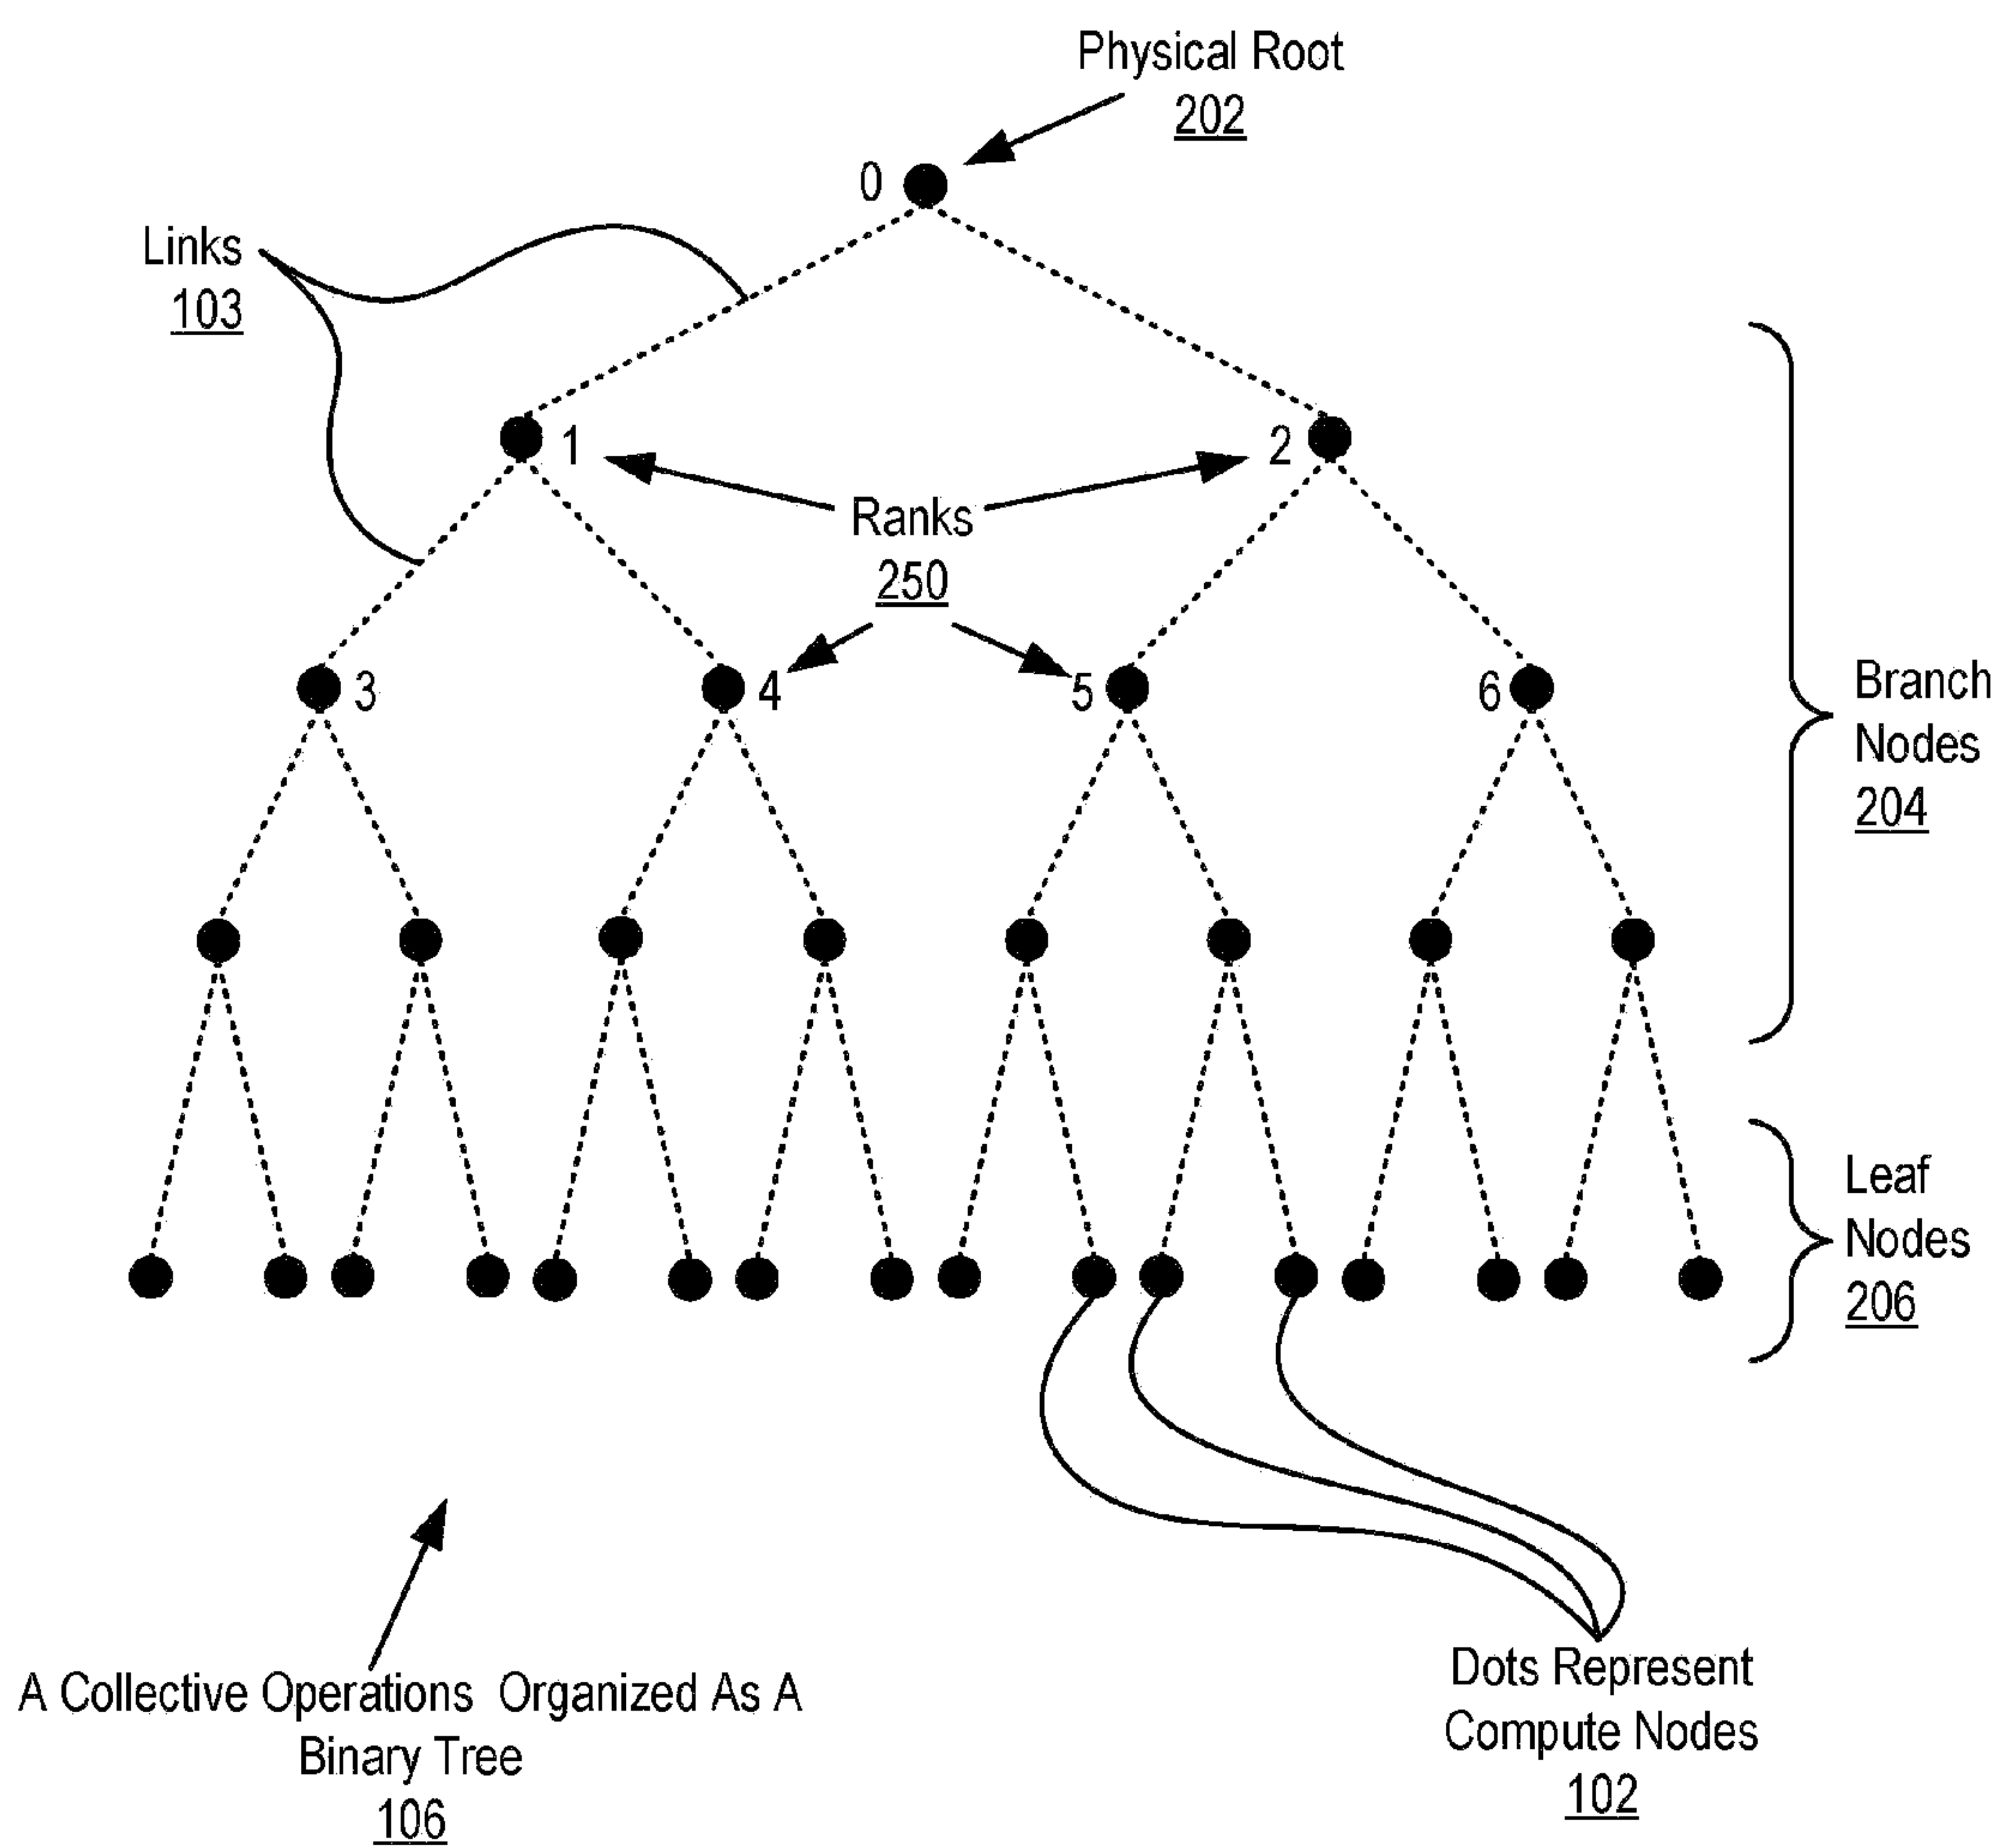 Physical Root
202
0
Links
103
1
2
Ranks
250
3
4
5
6
Branch
Nodes
204
Leaf
Nodes
206
A Collective Operations Organized As A
Binary Tree
106
Dots Represent
Compute Nodes
102